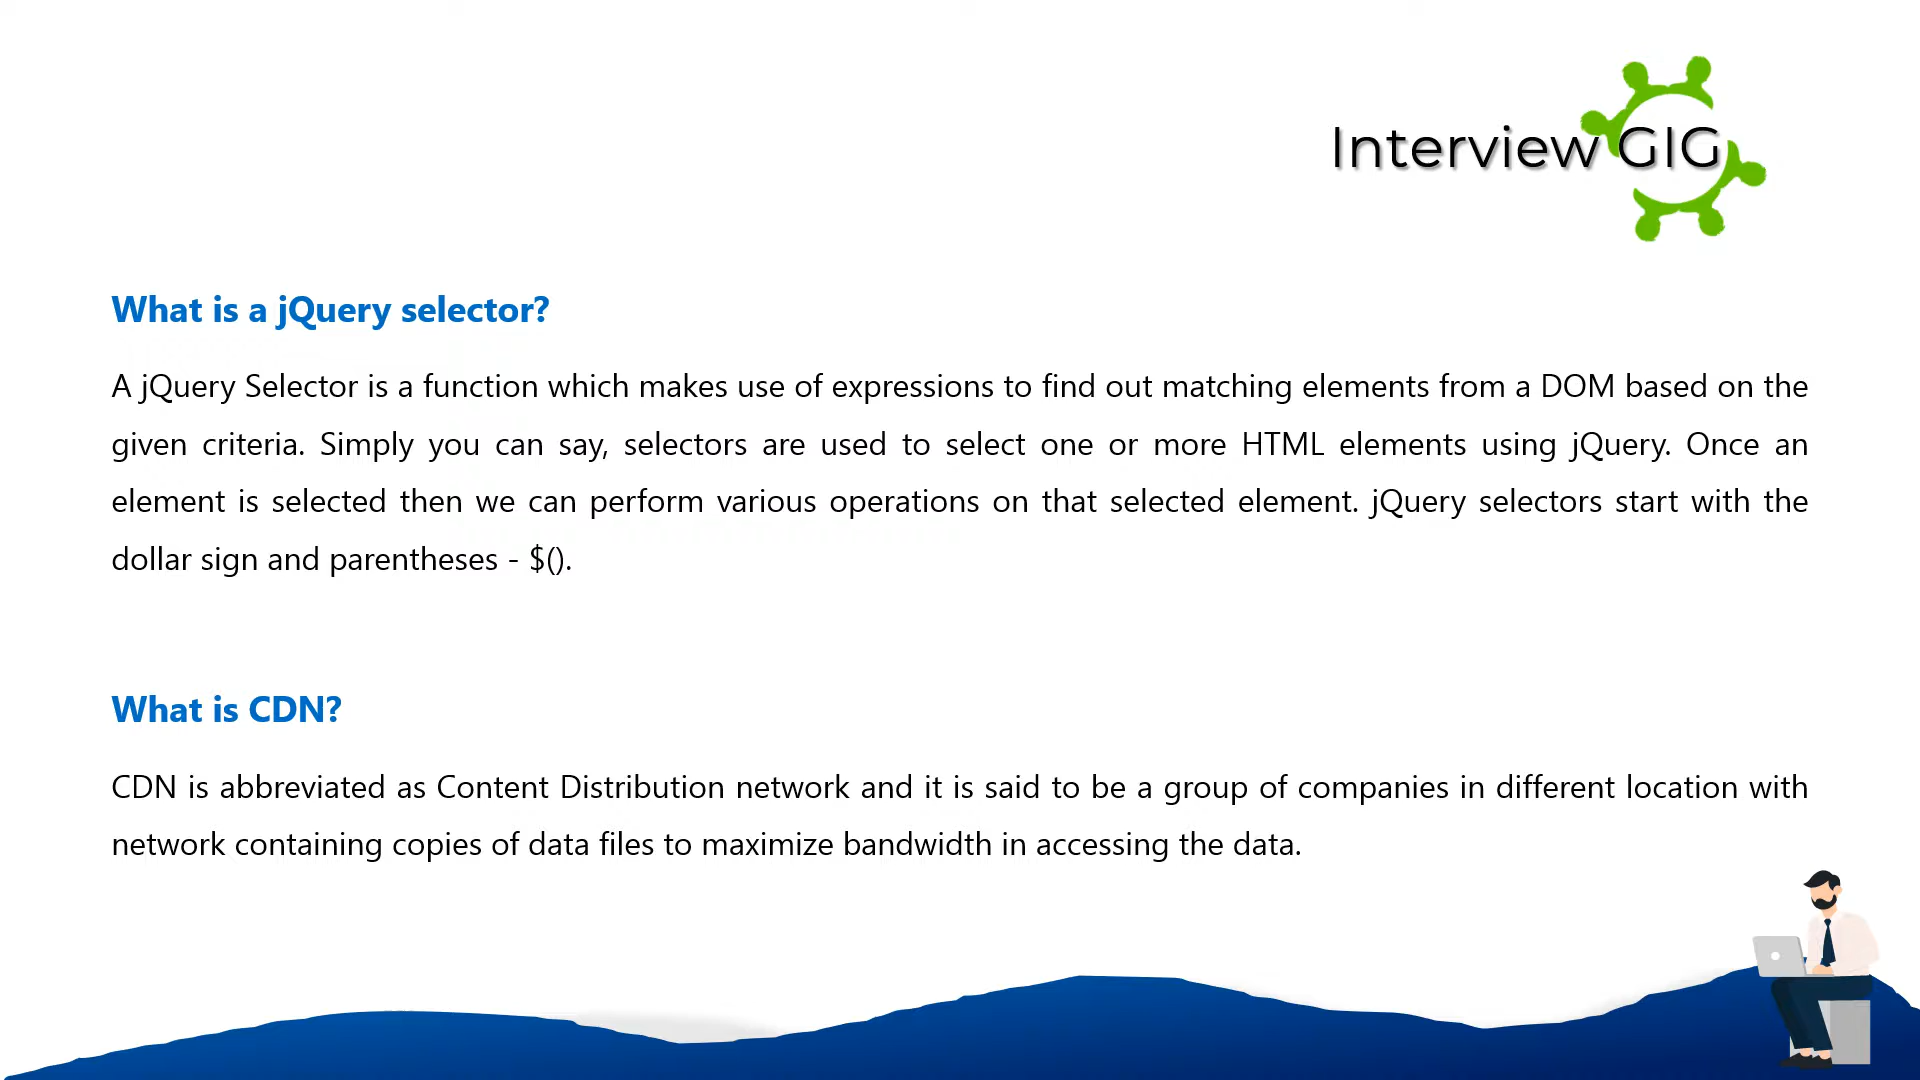 Interview GIG
What is a jQuery selector?
A jQuery Selector is a function which makes use of expressions to find out matching elements from a DOM based on the
given criteria. Simply you can say, selectors are used to select one or more HTML elements using jQuery. Once an
element is selected then we can perform various operations on that selected element. jQuery selectors start with the
dollar sign and parentheses - $().
What is CDN?
CDN is abbreviated as Content Distribution network and it is said to be a group of companies in different location with
network containing copies of data files to maximize bandwidth in accessing the data.